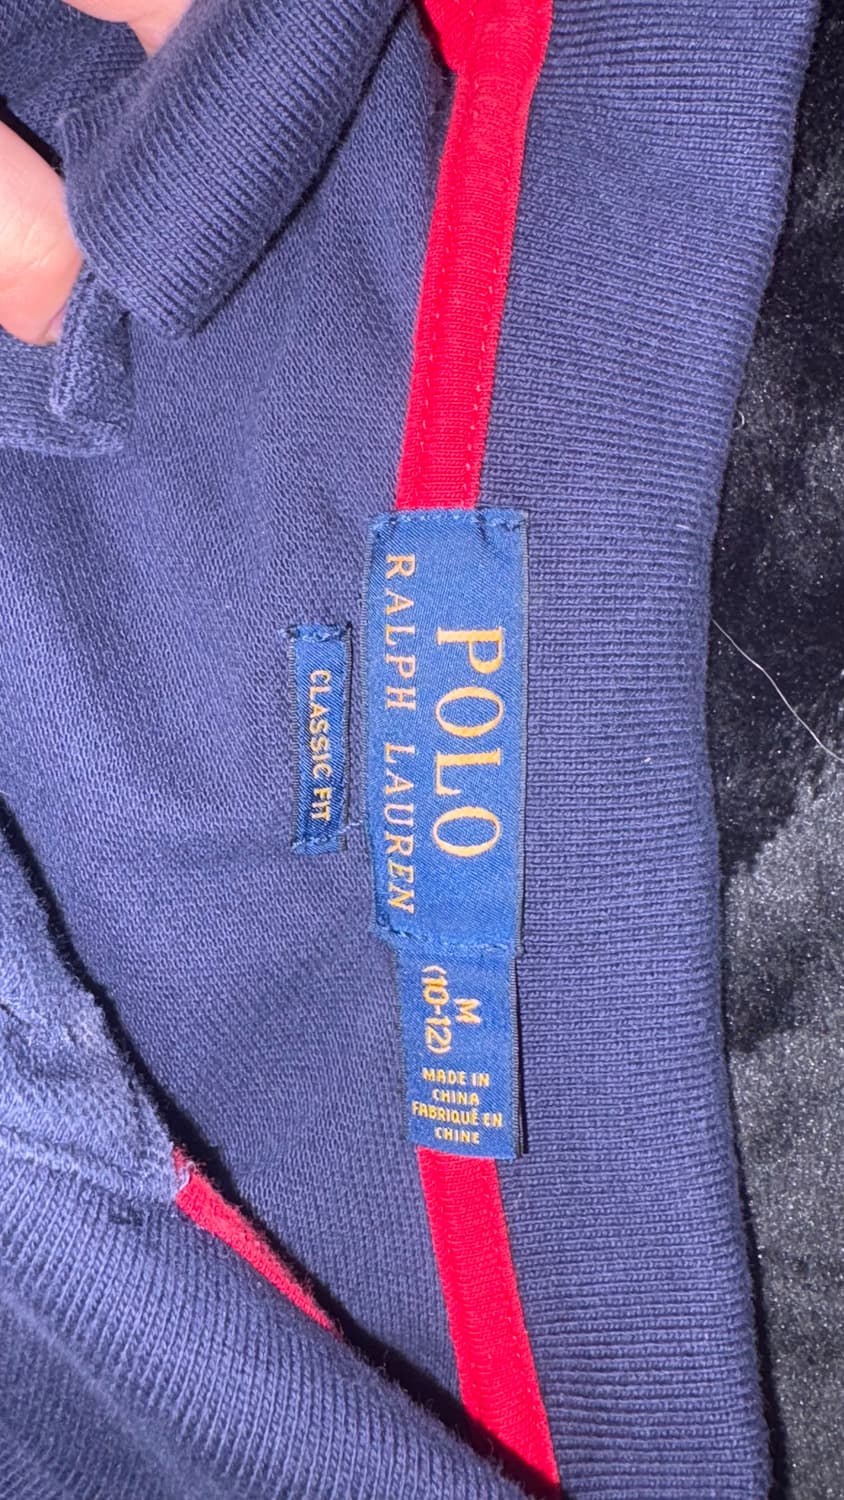 POLO
RALPH LAUREN
CLASSIC FIT
M
(10-12)
MADE IN
CHINA
FABRIQUÉ EN
CHINE